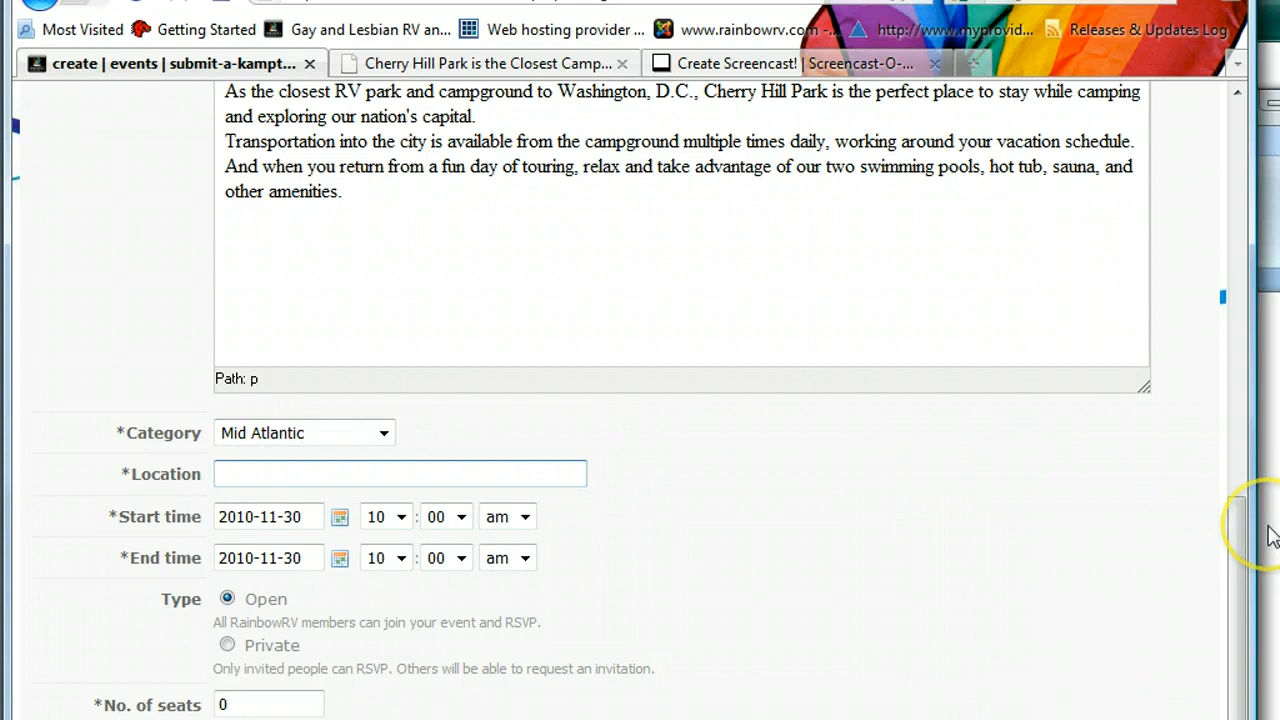 Most Visited Getting Started Gay and Lesbian RV an... Web hosting provider ... www.rainbowrv.com -... http://www.myprovid... Releases & Updates Log
create | events | submit-a-kampt... Cherry Hill Park is the Closest Camp... Create Screencast! | Screencast-O-...
As the closest RV park and campground to Washington, D.C., Cherry Hill Park is the perfect place to stay while camping
and exploring our nation's capital.
Transportation into the city is available from the campground multiple times daily, working around your vacation schedule.
And when you return from a fun day of touring, relax and take advantage of our two swimming pools, hot tub, sauna, and
other amenities.
Path: p
*Category Mid Atlantic
*Location
*Start time 2010-11-30 10 : 00 am
*End time 2010-11-30 10 : 00 am
Type Open
All RainbowRV members can join your event and RSVP.
Private
Only invited people can RSVP. Others will be able to request an invitation.
*No. of seats 0